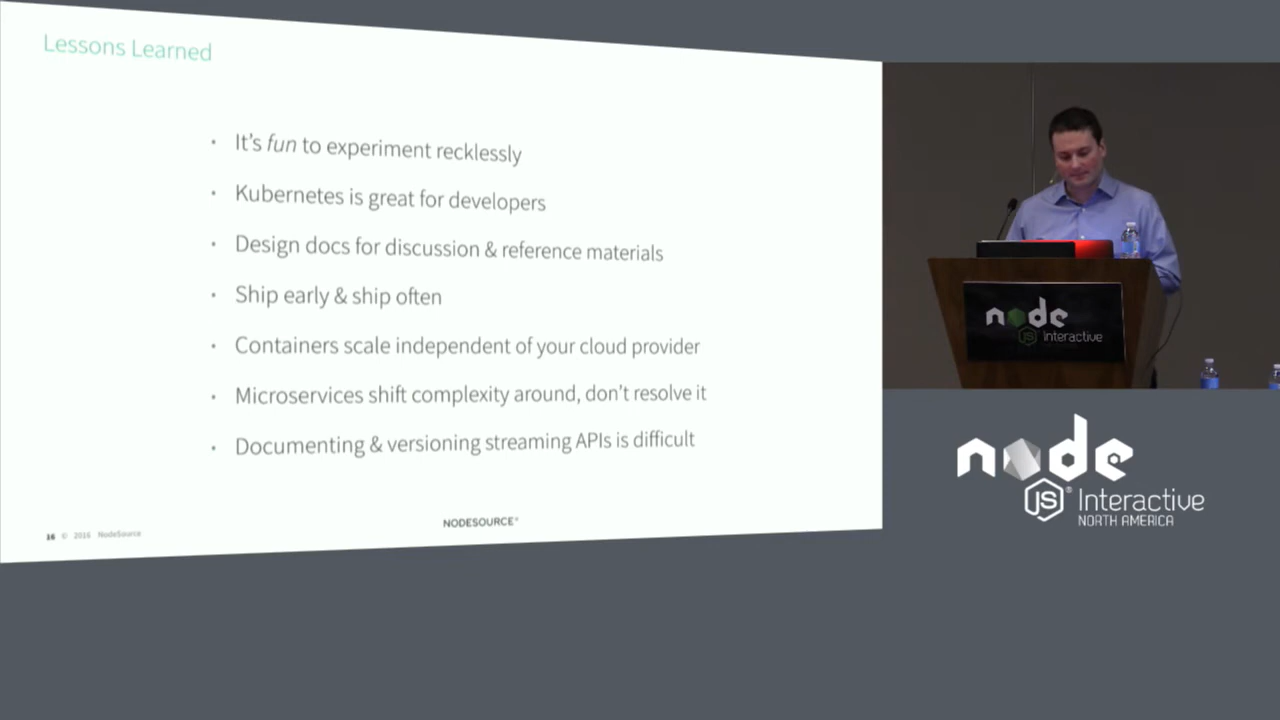 Lessons Learned
• It's fun to experiment recklessly
• Kubernetes is great for developers
• Design docs for discussion & reference materials
• Ship early & ship often
• Containers scale independent of your cloud provider
• Microservices shift complexity around, don't resolve it
• Documenting & versioning streaming APIs is difficult
16 © 2016 NodeSource
NODESOURCE®
node
JS interactive
node
JS® Interactive
NORTH AMERICA